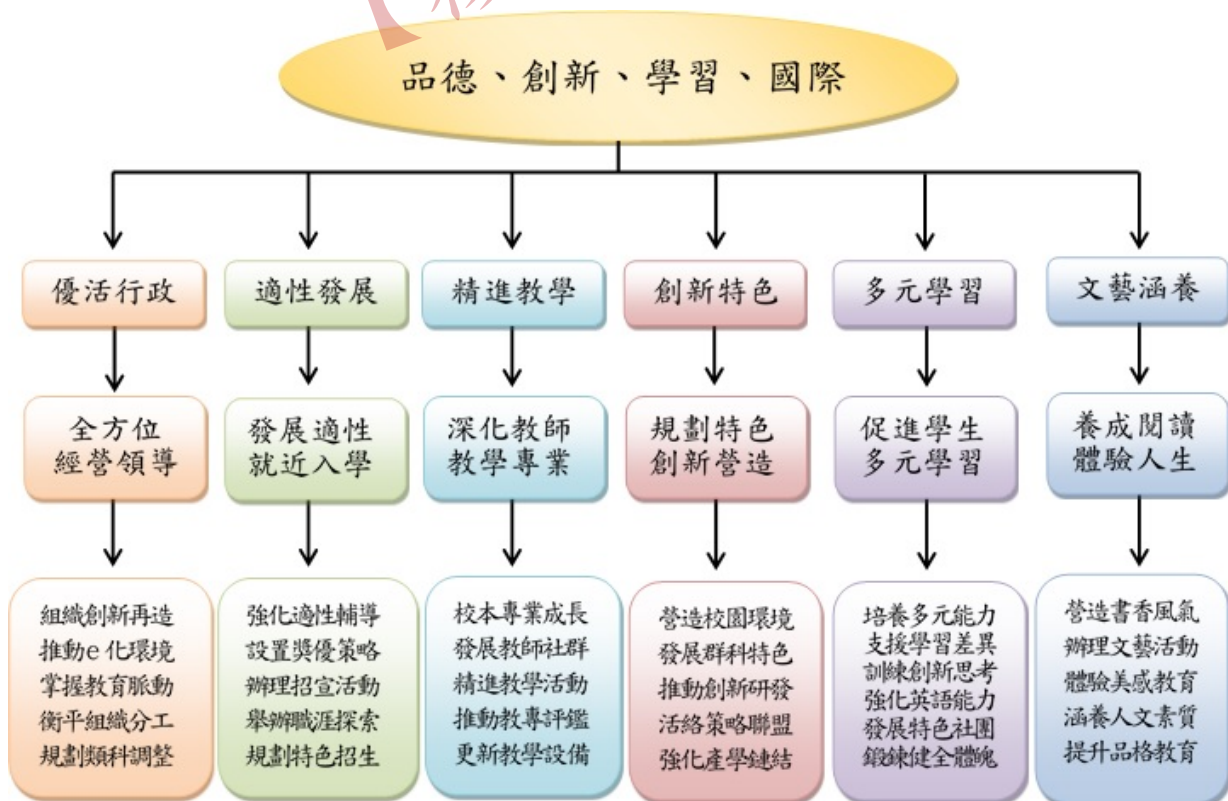 品德、創新、學習、國際
優活行政
適性發展
精進教學
創新特色
多元學習
文藝涵養
全方位
經營領導
發展適性
就近入學
深化教師
教學專業
規劃特色
創新營造
促進學生
多元學習
養成閱讀
體驗人生
組織創新再造
推動e化環境
掌握教育脈動
衡平組織分工
規劃類科調整
強化適性輔導
設置獎優策略
辦理招宣活動
舉辦職涯探索
規劃特色招生
校本專業成長
發展教師社群
精進教學活動
推動教專評鑑
更新教學設備
營造校園環境
發展群科特色
推動創新研發
活絡策略聯盟
強化產學鏈結
培養多元能力
支援學習差異
訓練創新思考
強化英語能力
發展特色社團
鍛鍊健全體魄
營造書香風氣
辦理文藝活動
體驗美感教育
涵養人文素質
提升品格教育